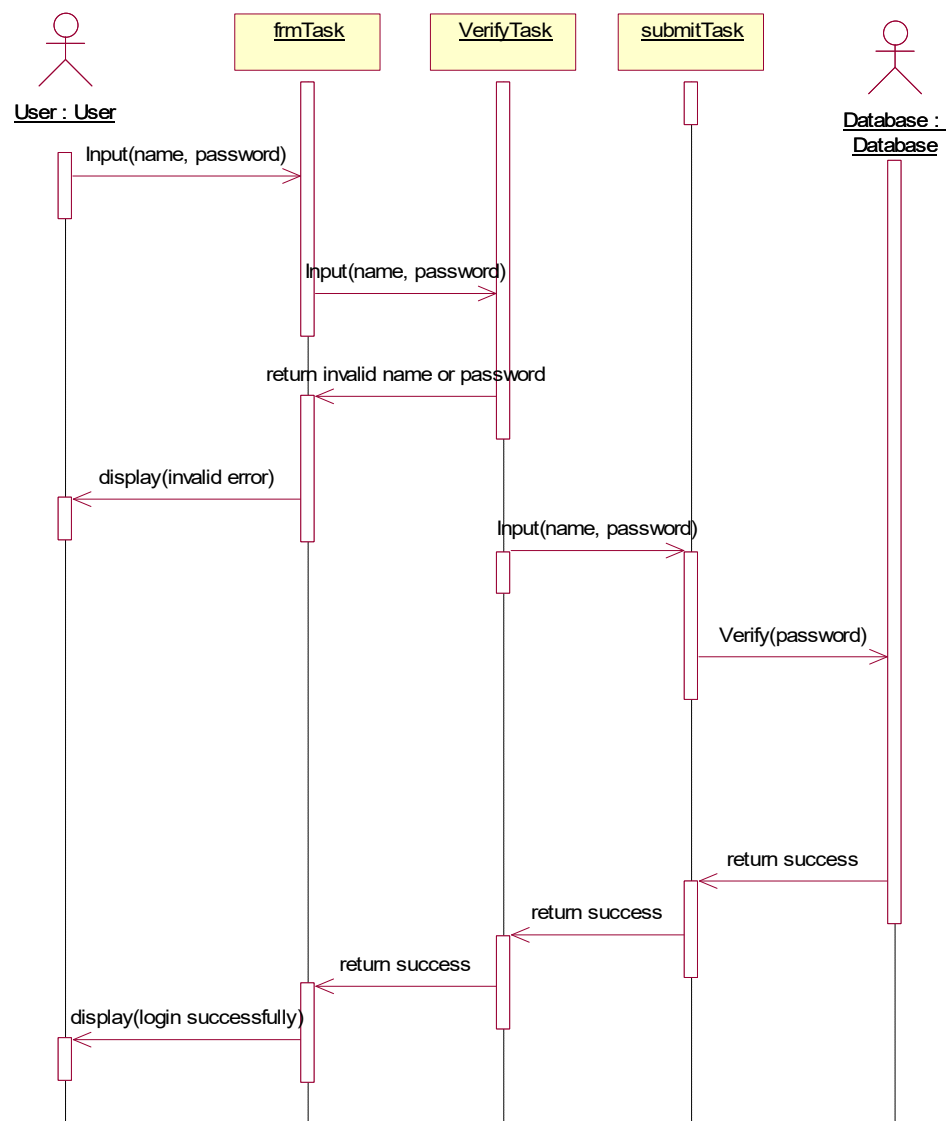 frmTask
VerifyTask
submitTask
User : User
Database :
Database
Input(name, password)
Input(name, password)
return invalid name or password
display(invalid error)
Input(name, password)
Verify(password)
return success
return success
return success
display(login successfully)